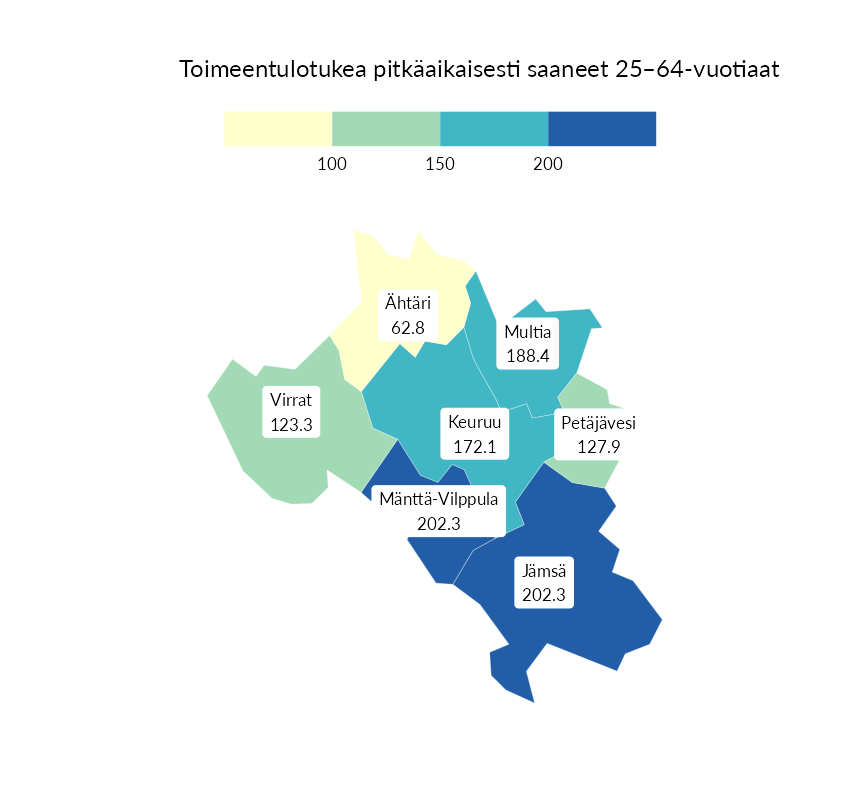 Toimeentulotukea pitkäaikaisesti saaneet 25–64-vuotiaat
100 150 200
Ähtäri
62.8
Multia
188.4
Virrat
123.3
Keuruu
172.1
Petäjävesi
127.9
Mänttä-Vilppula
202.3
Jämsä
202.3